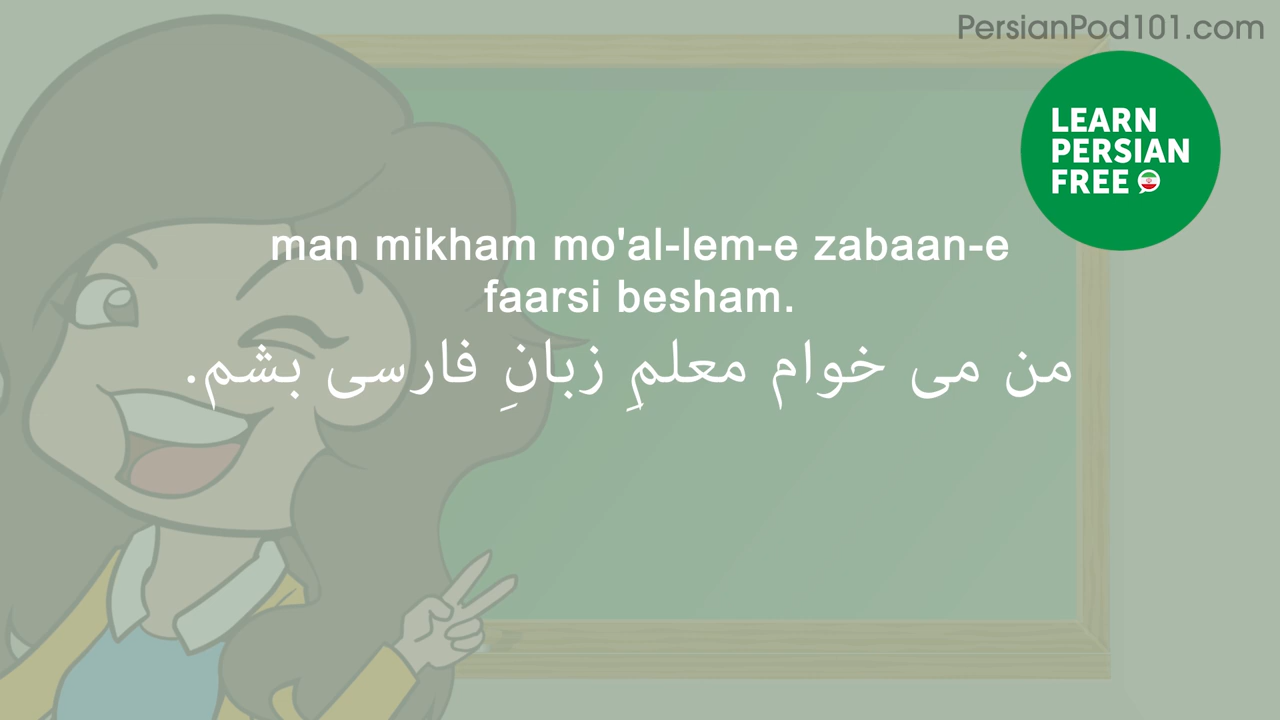 PersianPod101.com
LEARN
PERSIAN
FREE
man mikham mo'al-lem-e zabaan-e
faarsi besham.
من می خوام معلمِ زبانِ فارسی بشم.